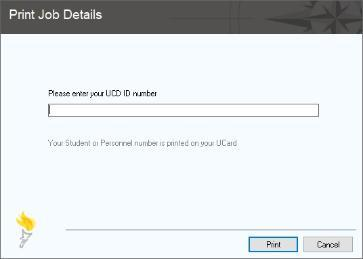 Print Job Details
Please enter your UCD ID number
Your Student or Personnel number is printed on your UCard
Print
Cancel